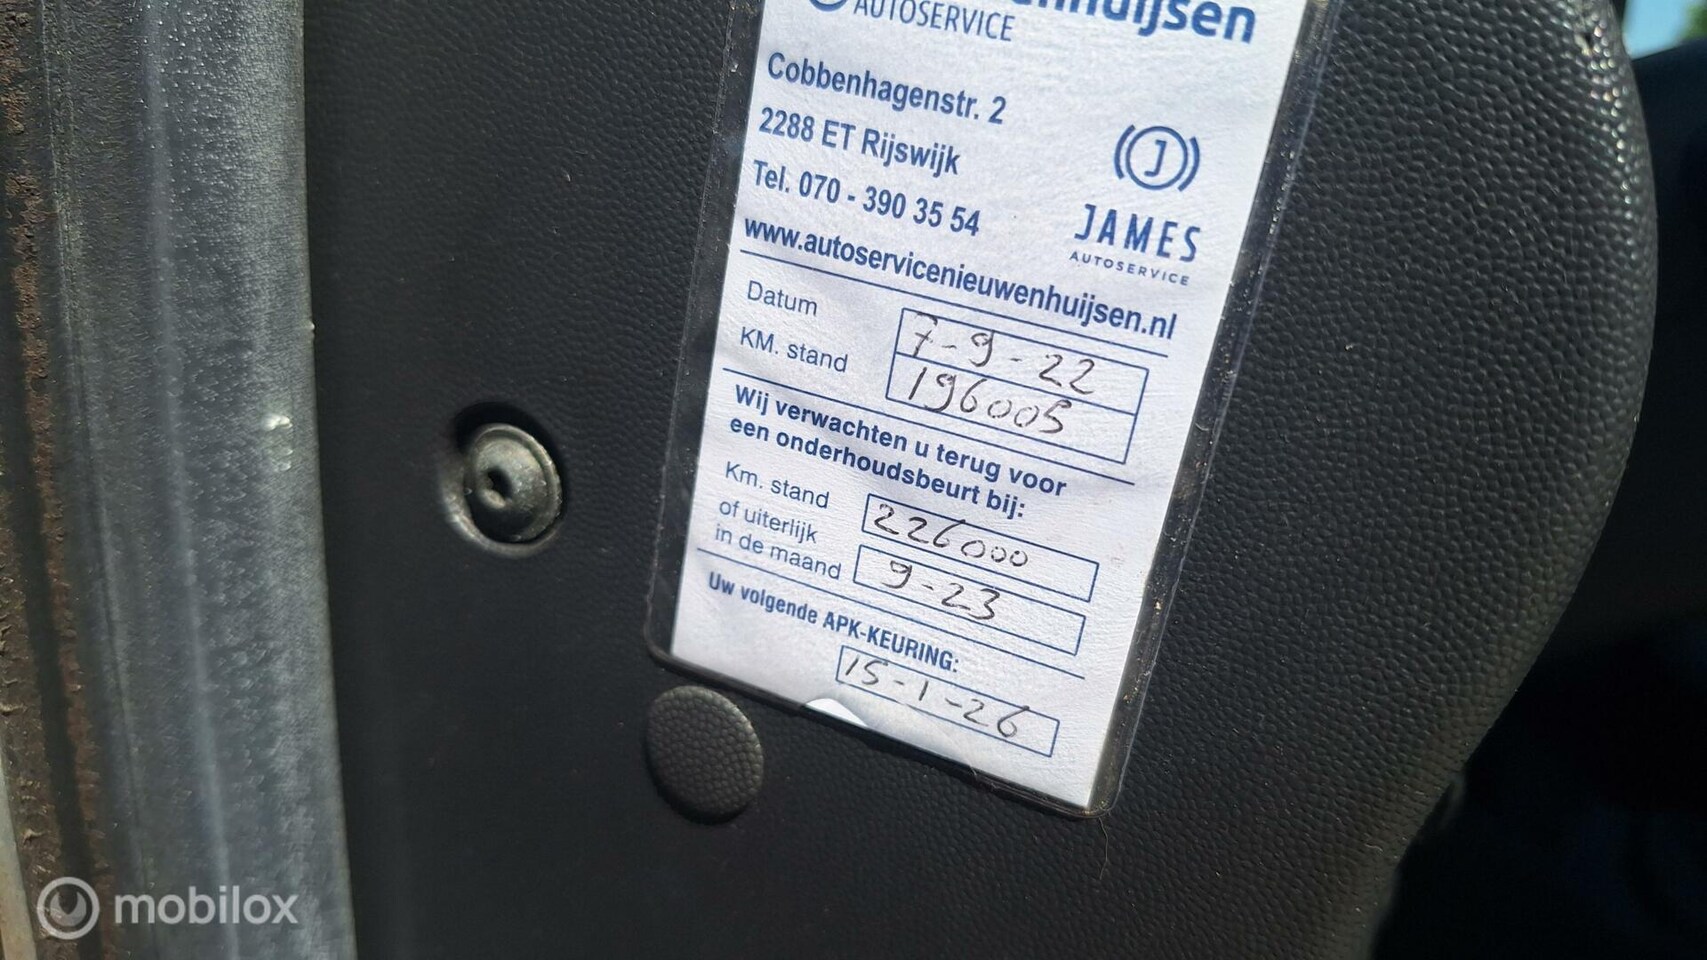 AUTOSERVICE
Cobbenhagenstr. 2
2288 ET Rijswijk
Tel. 070 - 390 35 54
www.autoservicenieuwenhuijsen.nl
J
JAMES
AUTOSERVICE
Datum 7-9-22
KM. stand 196005
Wij verwachten u terug voor
een onderhoudsbeurt bij:
Km. stand 226000
of uiterlijk
in de maand 9-23
Uw volgende APK-KEURING:
15-1-26
mobilox